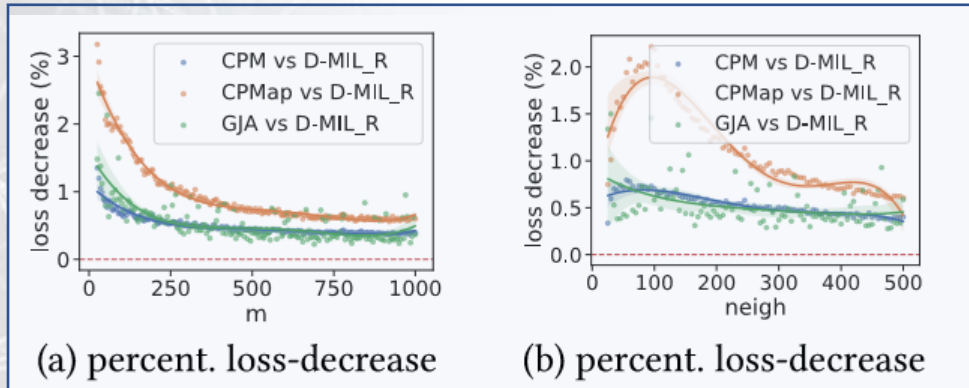 3
2
1
0
loss decrease (%)
CPM vs D-MIL_R
CPMap vs D-MIL_R
GJA vs D-MIL_R
0 250 500 750 1000
m
(a) percent. loss-decrease
2.0
1.5
1.0
0.5
0.0
loss decrease (%)
CPM vs D-MIL_R
CPMap vs D-MIL_R
GJA vs D-MIL_R
0 100 200 300 400 500
neigh
(b) percent. loss-decrease